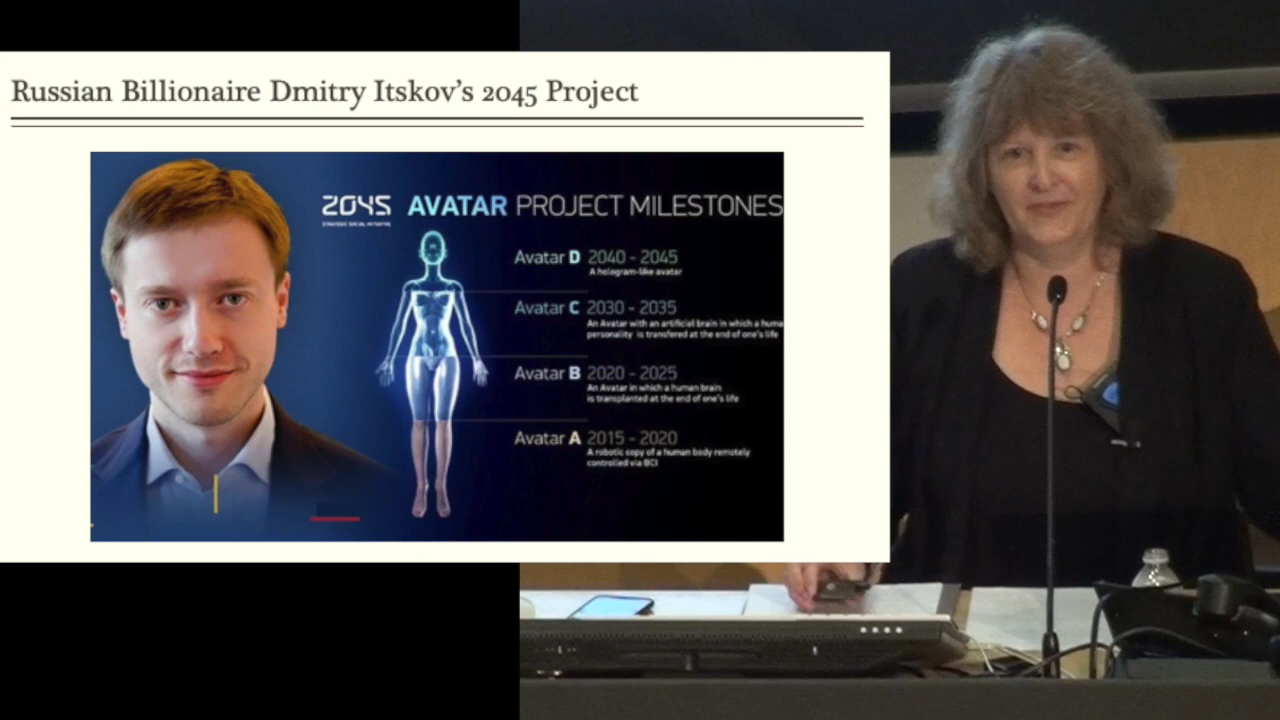 Russian Billionaire Dmitry Itskov's 2045 Project
2045 AVATAR PROJECT MILESTONES
STRATEGIC SOCIAL INITIATIVE
Avatar D 2040 - 2045
A hologram-like avatar
Avatar C 2030 - 2035
An Avatar with an artificial brain in which a huma
personality is transfered at the end of one's life
Avatar B 2020 - 2025
An Avatar in which a human brain
is transplanted at the end of one's life
Avatar A 2015 - 2020
A robotic copy of a human body remotely
controlled via BCI